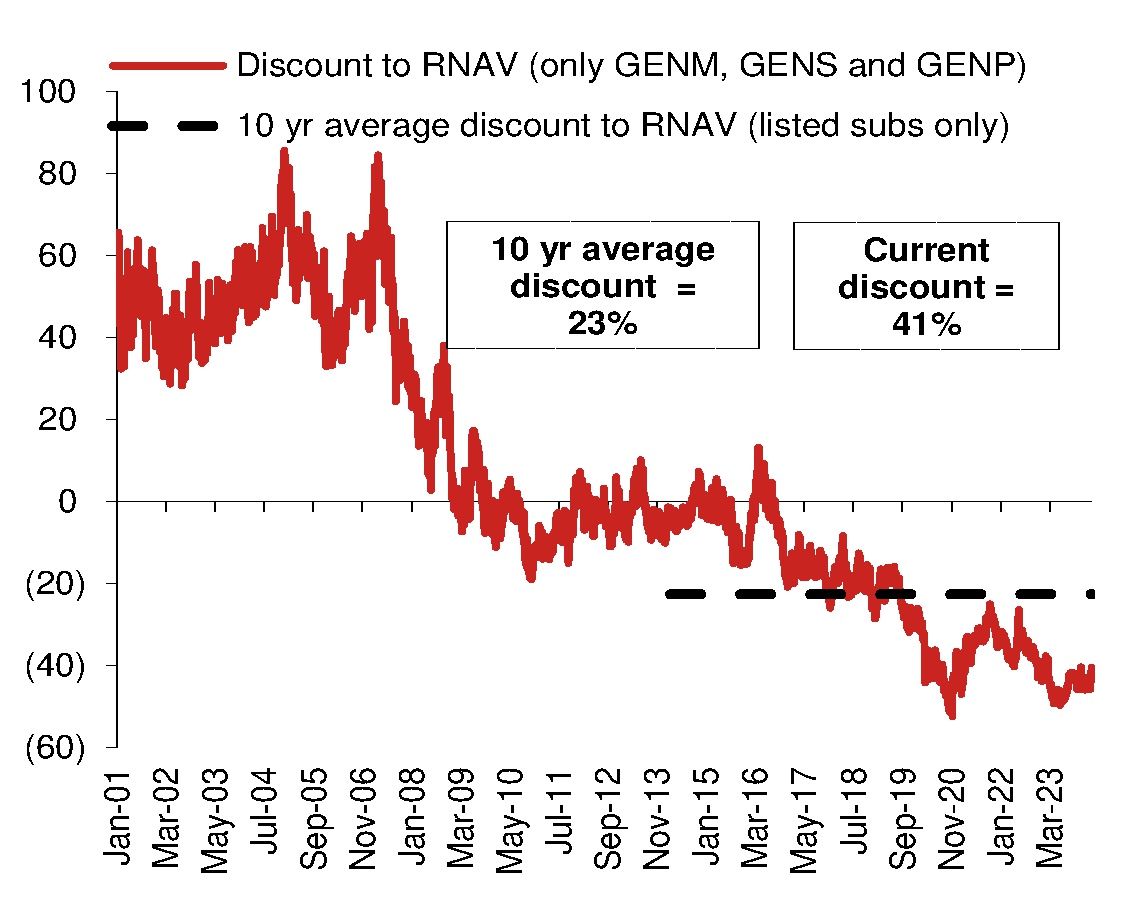 Discount to RNAV (only GENM, GENS and GENP)
10 yr average discount to RNAV (listed subs only)
100
80
60
40
20
0
(20)
(40)
(60)
10 yr average
discount =
23%
Current
discount =
41%
Jan-01
Mar-02
May-03
Jul-04
Sep-05
Nov-06
Jan-08
Mar-09
May-10
Jul-11
Sep-12
Nov-13
Jan-15
Mar-16
May-17
Jul-18
Sep-19
Nov-20
Jan-22
Mar-23